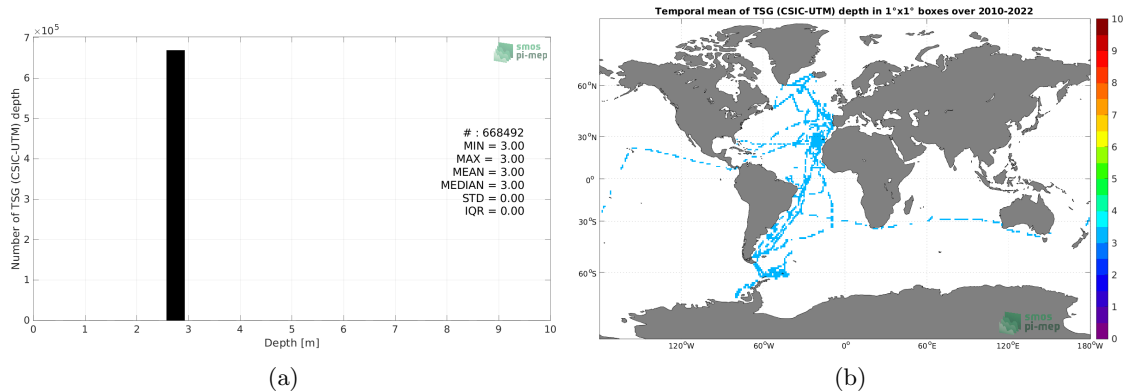 7 ×10⁵
6
5
4
3
2
1
0
Number of TSG (CSIC-UTM) depth
0 1 2 3 4 5 6 7 8 9 10
Depth [m]
smos
pi-mep
# : 668492
MIN = 3.00
MAX = 3.00
MEAN = 3.00
MEDIAN = 3.00
STD = 0.00
IQR = 0.00
(a)
Temporal mean of TSG (CSIC-UTM) depth in 1°x1° boxes over 2010-2022
60°N
30°N
0°
30°S
60°S
120°W 60°W 0° 60°E 120°E 180°W
smos
pi-mep
10
9
8
7
6
5
4
3
2
1
0
(b)